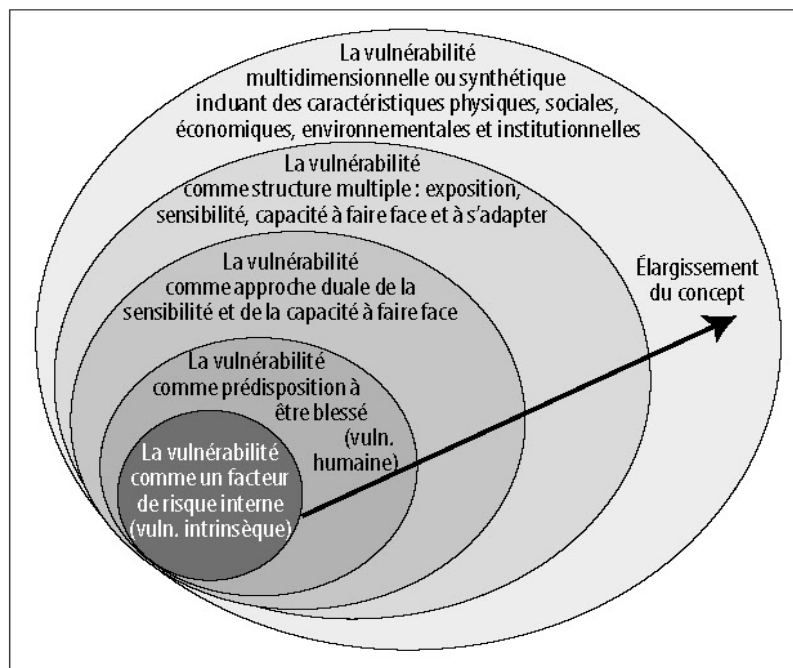 La vulnérabilité
multidimensionnelle ou synthétique
incluant des caractéristiques physiques, sociales,
économiques, environnementales et institutionnelles
La vulnérabilité
comme structure multiple : exposition,
sensibilité, capacité à faire face et à s'adapter
La vulnérabilité
comme approche duale de la
sensibilité et de la capacité à faire face
Élargissement
du concept
La vulnérabilité
comme prédisposition à
être blessé
(vuln.
humaine)
La vulnérabilité
comme un facteur
de risque interne
(vuln. intrinsèque)